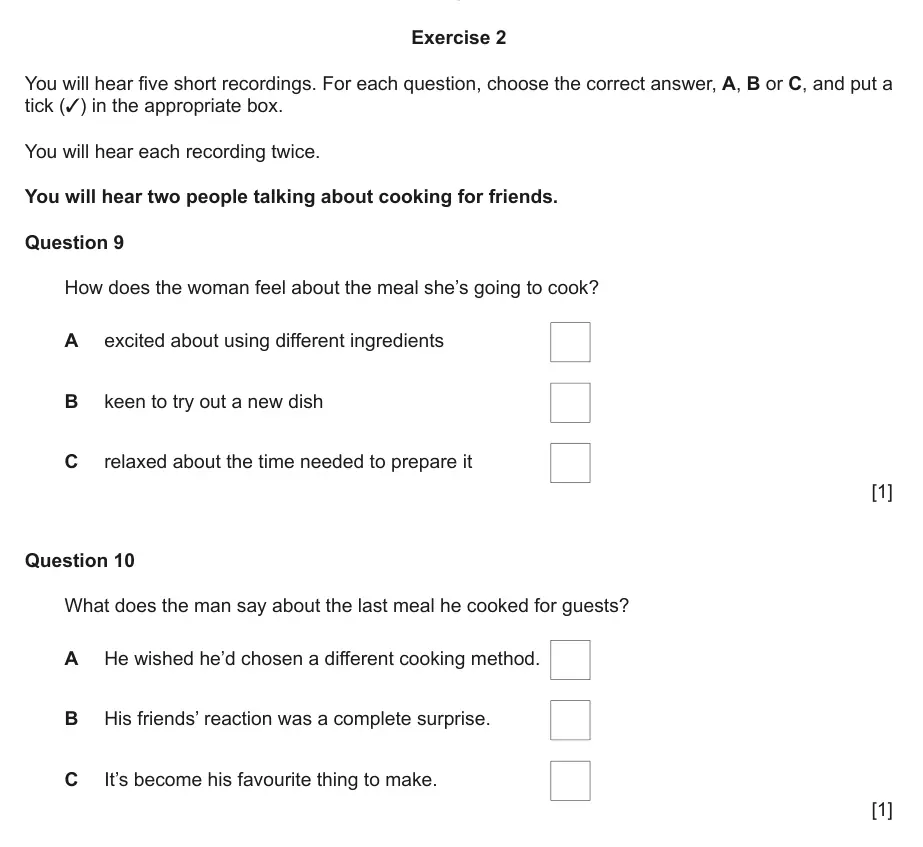 Exercise 2
You will hear five short recordings. For each question, choose the correct answer, A, B or C, and put a
tick (✓) in the appropriate box.
You will hear each recording twice.
You will hear two people talking about cooking for friends.
Question 9
How does the woman feel about the meal she’s going to cook?
A excited about using different ingredients
B keen to try out a new dish
C relaxed about the time needed to prepare it
[1]
Question 10
What does the man say about the last meal he cooked for guests?
A He wished he’d chosen a different cooking method.
B His friends’ reaction was a complete surprise.
C It’s become his favourite thing to make.
[1]